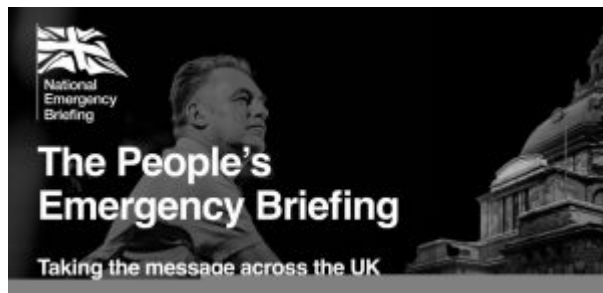 National
Emergency
Briefing
The People's
Emergency Briefing
Taking the message across the UK